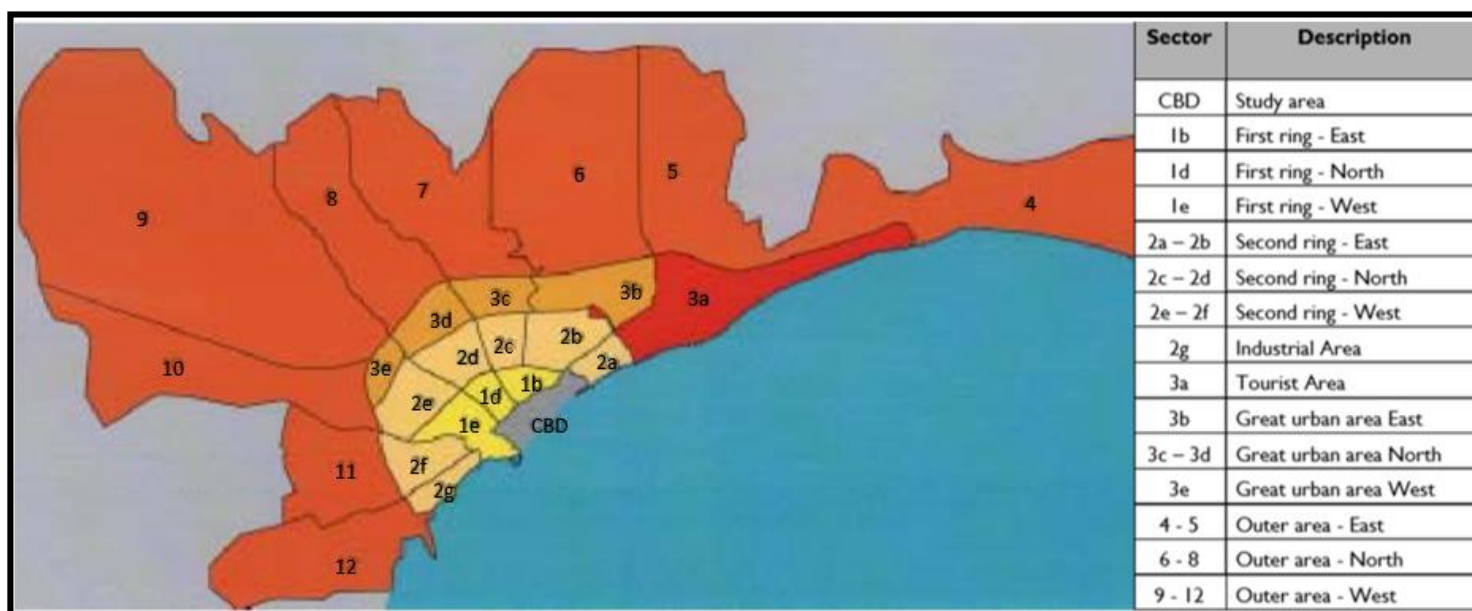 9
8
7
6
5
4
3c
3b
3a
3d
2c
2b
2d
2a
3e
10
1b
1d
2e
1e
CBD
11
2f
2g
12
Sector Description
CBD Study area
1b First ring - East
1d First ring - North
1e First ring - West
2a – 2b Second ring - East
2c – 2d Second ring - North
2e – 2f Second ring - West
2g Industrial Area
3a Tourist Area
3b Great urban area East
3c – 3d Great urban area North
3e Great urban area West
4 - 5 Outer area - East
6 - 8 Outer area - North
9 - 12 Outer area - West